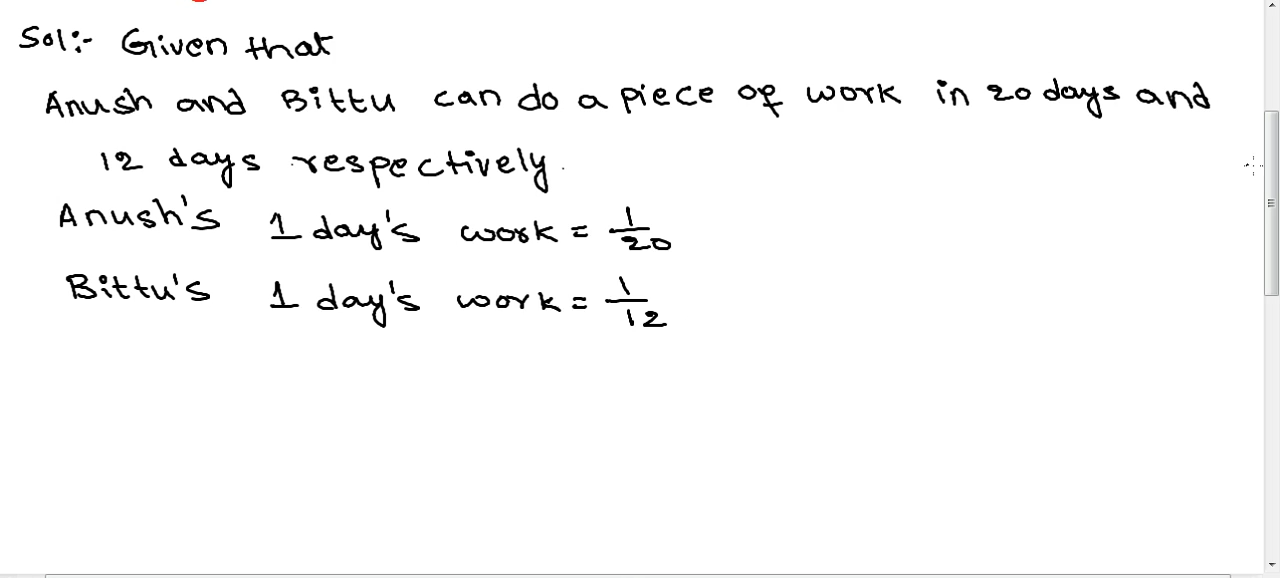 Sol:- Given that
Anush and Bittu can do a piece of work in 20 days and
12 days respectively.
Anush's 1 day's work = 1/20
Bittu's 1 day's work = 1/12